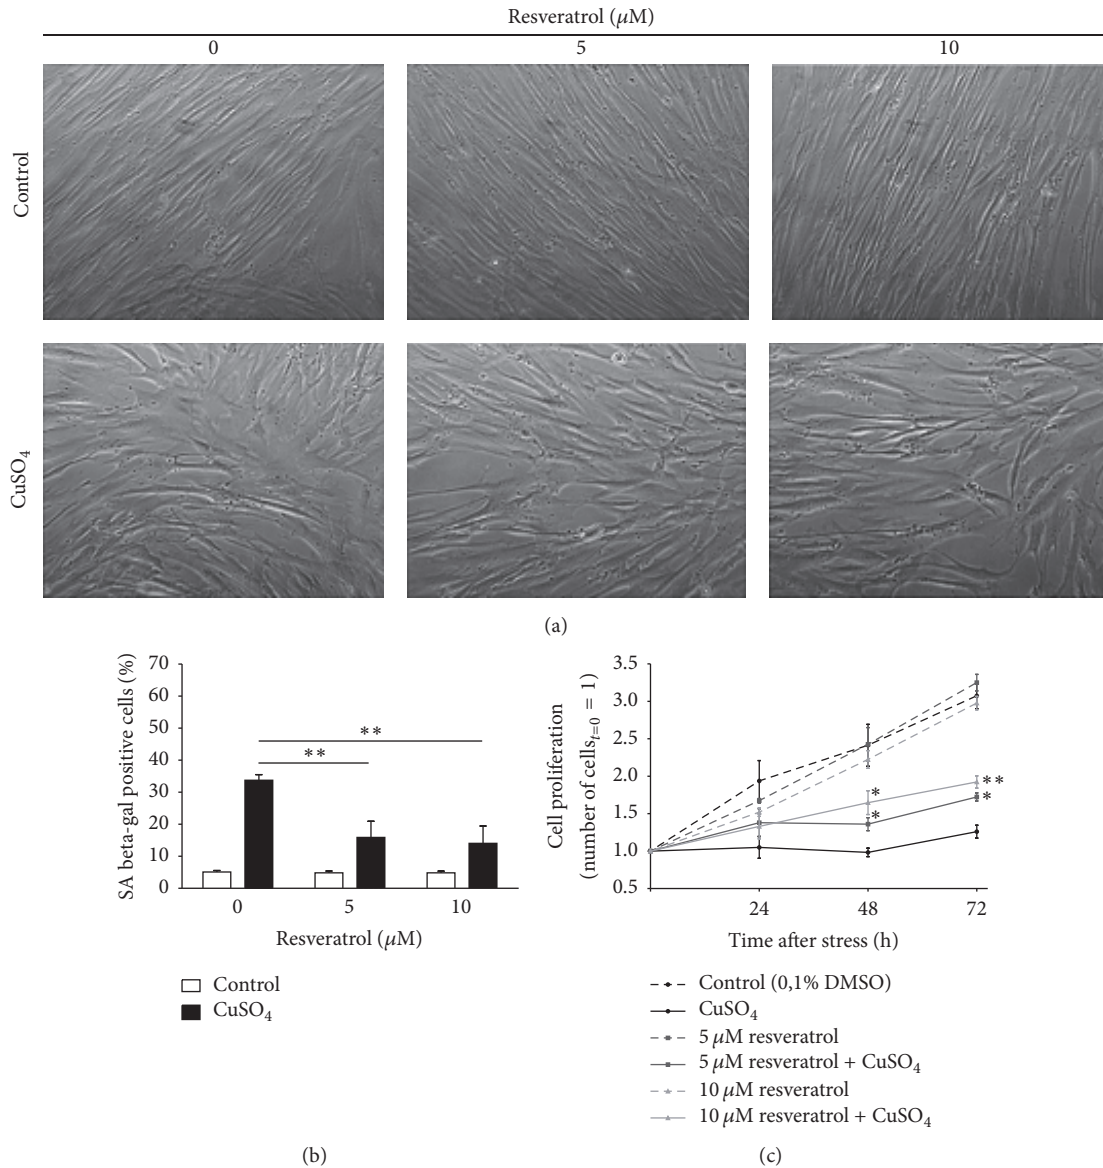 Resveratrol (μM)
0 5 10
Control
CuSO₄
(a)
SA beta-gal positive cells (%)
70
60
50
40
30
20
10
0
**
**
0 5 10
Resveratrol (μM)
Control
CuSO₄
(b)
Cell proliferation
(number of cells t=0 = 1)
3.5
3.0
2.5
2.0
1.5
1.0
0.5
*
*
**
*
24 48 72
Time after stress (h)
Control (0,1% DMSO)
CuSO₄
5 μM resveratrol
5 μM resveratrol + CuSO₄
10 μM resveratrol
10 μM resveratrol + CuSO₄
(c)